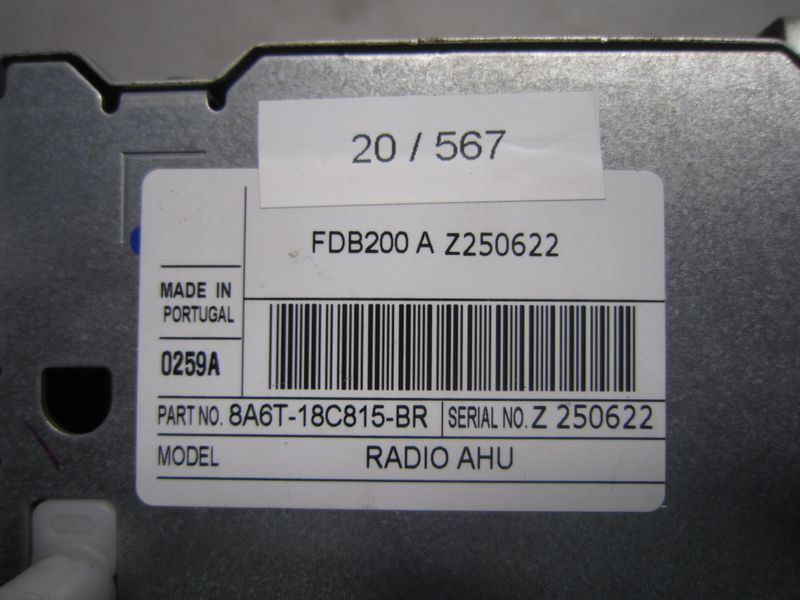 20 / 567
FDB200 A Z250622
MADE IN
PORTUGAL
0259A
PART NO. 8A6T-18C815-BR SERIAL NO. Z 250622
MODEL RADIO AHU